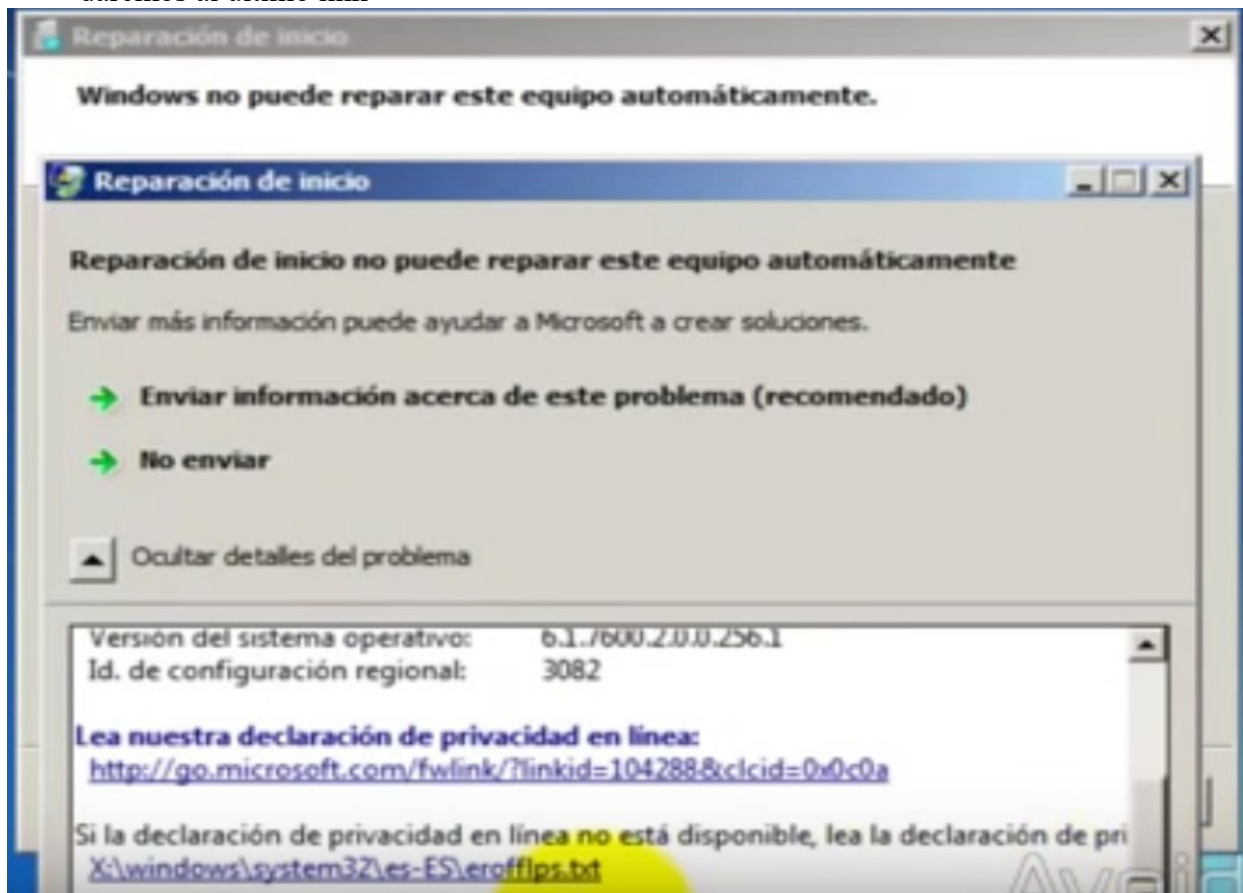 daremos al último link
Reparación de inicio
Windows no puede reparar este equipo automáticamente.
Reparación de inicio
Reparación de inicio no puede reparar este equipo automáticamente
Enviar más información puede ayudar a Microsoft a crear soluciones.
Enviar información acerca de este problema (recomendado)
No enviar
Ocultar detalles del problema
Versión del sistema operativo: 6.1.7600.2.0.0.256.1
Id. de configuración regional: 3082
Lea nuestra declaración de privacidad en línea:
http://go.microsoft.com/fwlink/?linkid=104288&clcid=0x0c0a
Si la declaración de privacidad en línea no está disponible, lea la declaración de pri
X:\windows\system32\es-ES\erofflps.txt